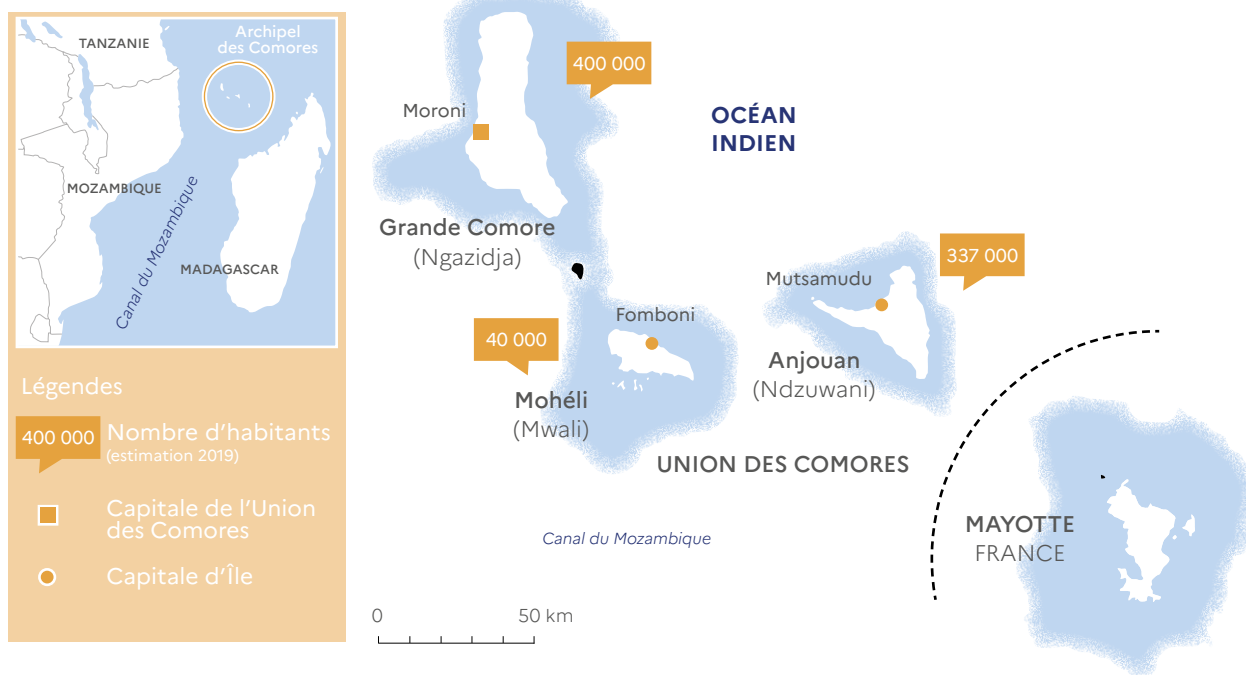 TANZANIE
Archipel
des Comores
MOZAMBIQUE
Canal du Mozambique
MADAGASCAR
Légendes
400 000
Nombre d'habitants
(estimation 2019)
Capitale de l'Union
des Comores
Capitale d'Île
400 000
Moroni
OCÉAN
INDIEN
Grande Comore
(Ngazidja)
337 000
Mutsamudu
Fomboni
40 000
Anjouan
(Ndzuwani)
Mohéli
(Mwali)
UNION DES COMORES
MAYOTTE
FRANCE
Canal du Mozambique
0
50 km